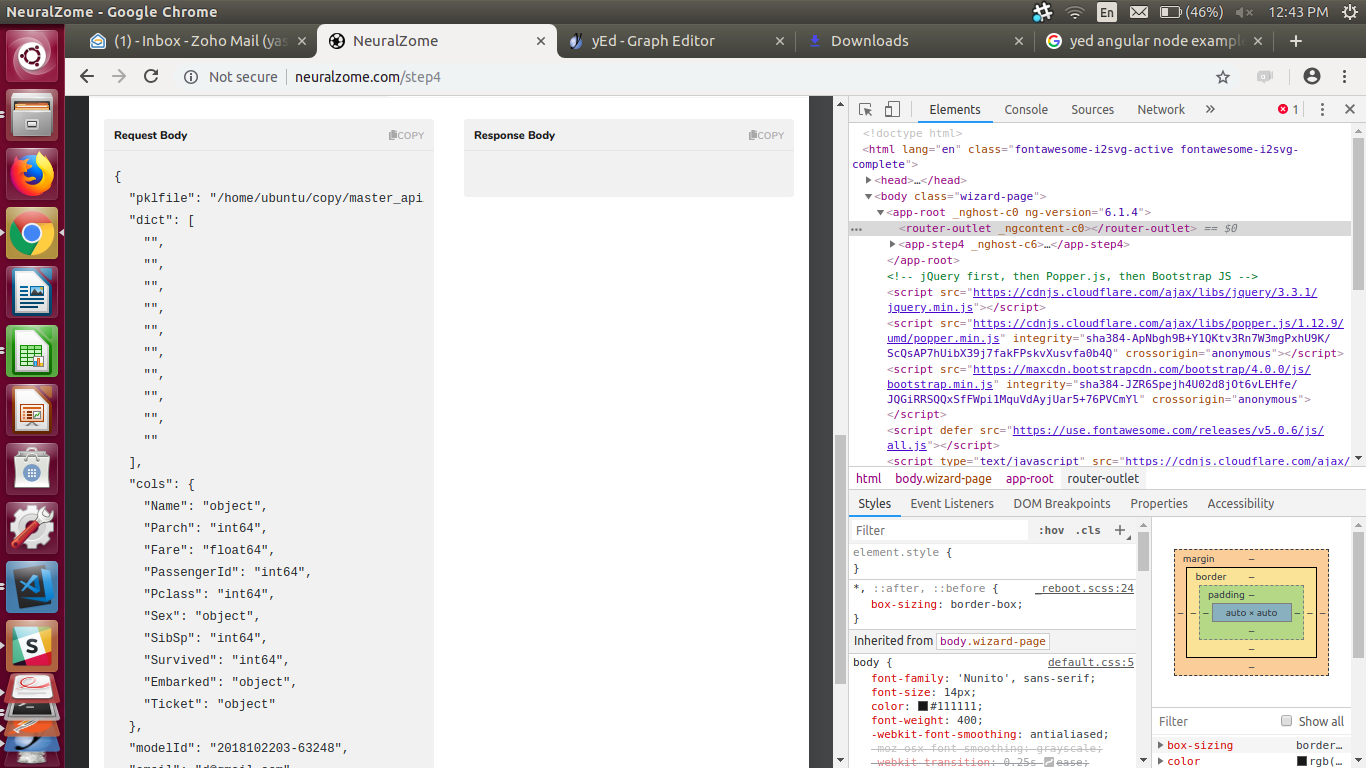 NeuralZome - Google Chrome
En
(46%)
12:43 PM
(1) - Inbox - Zoho Mail (yas
NeuralZome
yEd - Graph Editor
Downloads
yed angular node example
Not secure
neuralzome.com/step4
Request Body
COPY
{
"pklfile": "/home/ubuntu/copy/master_api
"dict": [
"",
"",
"",
"",
"",
"",
"",
"",
"",
""
],
"cols": {
"Name": "object",
"Parch": "int64",
"Fare": "float64",
"PassengerId": "int64",
"Pclass": "int64",
"Sex": "object",
"SibSp": "int64",
"Survived": "int64",
"Embarked": "object",
"Ticket": "object"
},
"modelId": "2018102203-63248",
Response Body
COPY
Elements
Console
Sources
Network
»
1
<!doctype html>
<html lang="en" class="fontawesome-i2svg-active fontawesome-i2svg-
complete">
<head>…</head>
<body class="wizard-page">
<app-root _nghost-c0 ng-version="6.1.4">
<router-outlet _ngcontent-c0></router-outlet> == $0
<app-step4 _nghost-c6>…</app-step4>
</app-root>
<!-- jQuery first, then Popper.js, then Bootstrap JS -->
<script src="https://cdnjs.cloudflare.com/ajax/libs/jquery/3.3.1/
jquery.min.js"></script>
<script src="https://cdnjs.cloudflare.com/ajax/libs/popper.js/1.12.9/
umd/popper.min.js" integrity="sha384-ApNbgh9B+Y1QKtv3Rn7W3mgPxhU9K/
ScQsAP7hUibX39j7fakFPskvXusvfa0b4Q" crossorigin="anonymous"></script>
<script src="https://maxcdn.bootstrapcdn.com/bootstrap/4.0.0/js/
bootstrap.min.js" integrity="sha384-JZR6Spejh4U02d8jOt6vLEHfe/
JQGiRRSQQxSfFWpi1MquVdAyjUar5+76PVCmYl" crossorigin="anonymous">
</script>
<script defer src="https://use.fontawesome.com/releases/v5.0.6/js/
all.js"></script>
<script type="text/javascript" src="https://cdnjs.cloudflare.com/ajax/
html
body.wizard-page
app-root
router-outlet
Styles
Event Listeners
DOM Breakpoints
Properties
Accessibility
Filter
:hov
.cls
+
element.style {
}
*, ::after, ::before {
_reboot.scss:24
box-sizing: border-box;
}
Inherited from body.wizard-page
body {
default.css:5
font-family: 'Nunito', sans-serif;
font-size: 14px;
color: #111111;
font-weight: 400;
-webkit-font-smoothing: antialiased;
-moz-osx-font-smoothing: grayscale;
-webkit-transition: 0.25s ease;
margin
border
padding
auto × auto
Filter
Show all
box-sizing
border…
color
rgb(…